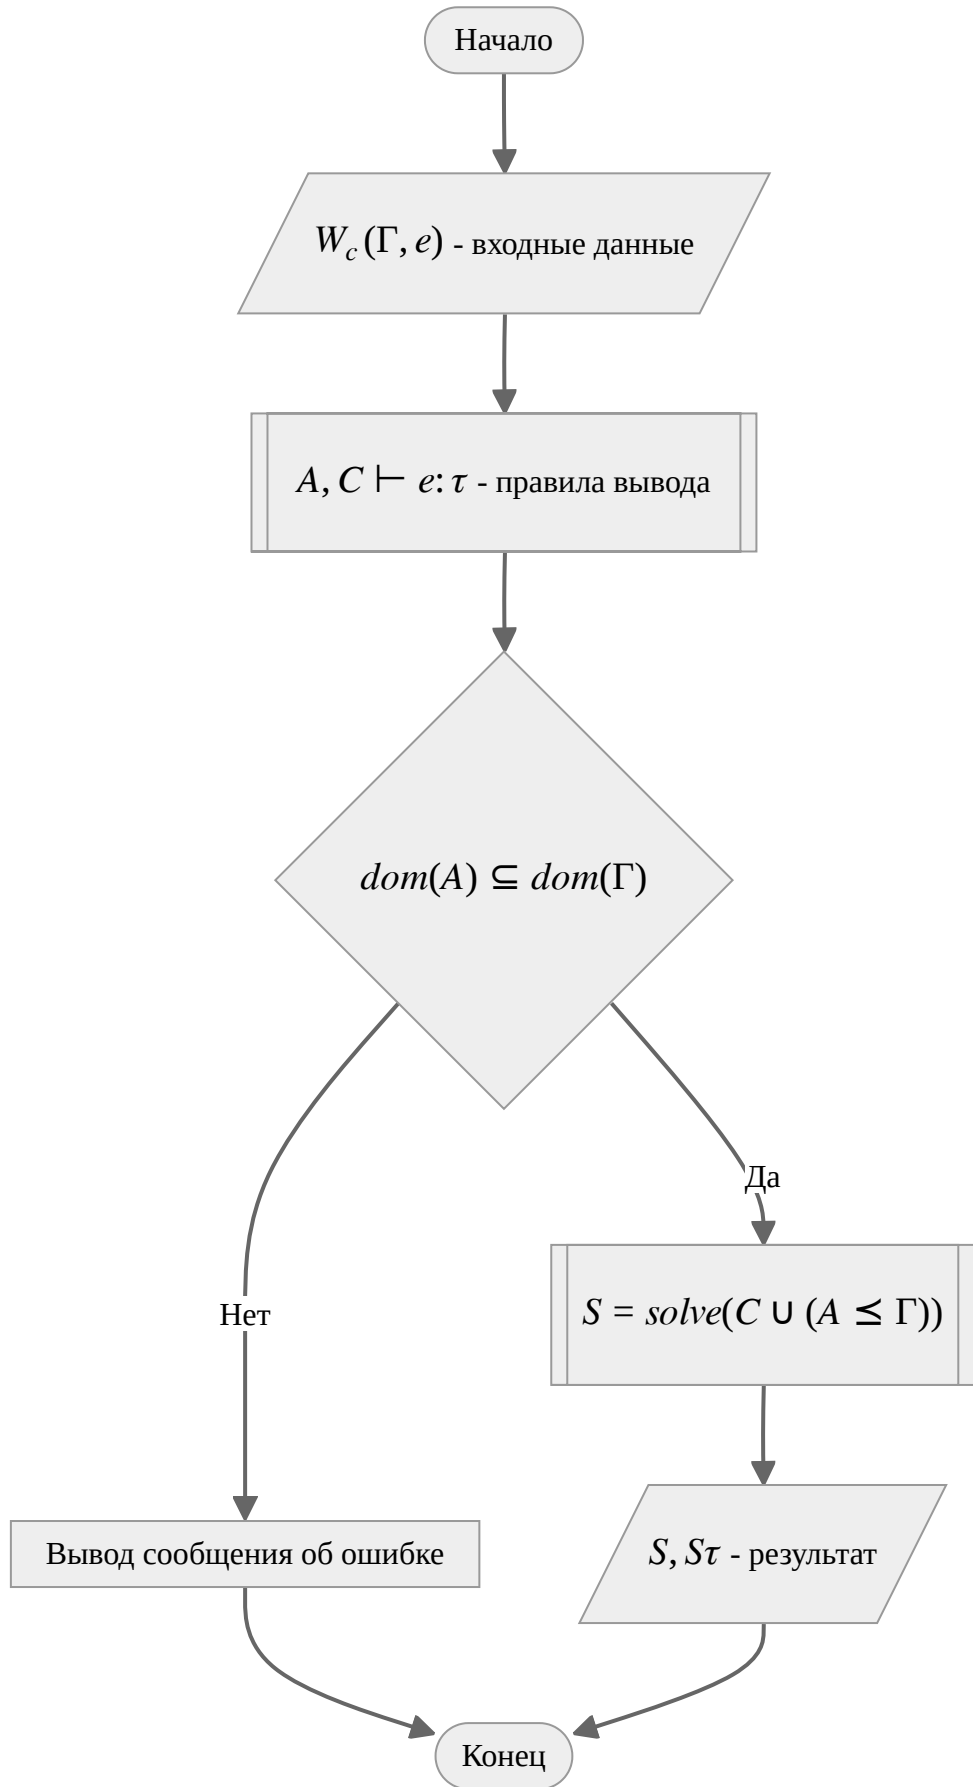 Начало
W_c(Γ, e) - входные данные
A, C ⊢ e: τ - правила вывода
dom(A) ⊆ dom(Γ)
Да
Нет
S = solve(C ∪ (A ⪯ Γ))
Вывод сообщения об ошибке
S, Sτ - результат
Конец